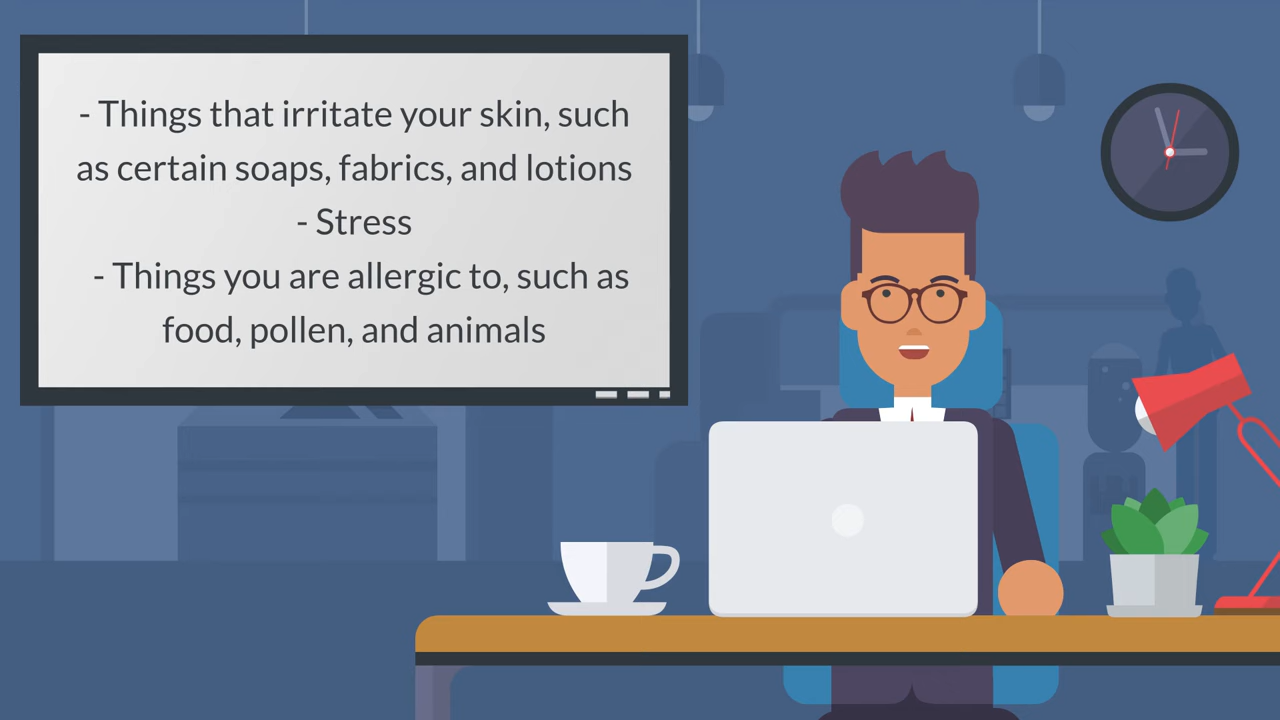 - Things that irritate your skin, such
as certain soaps, fabrics, and lotions
- Stress
- Things you are allergic to, such as
food, pollen, and animals